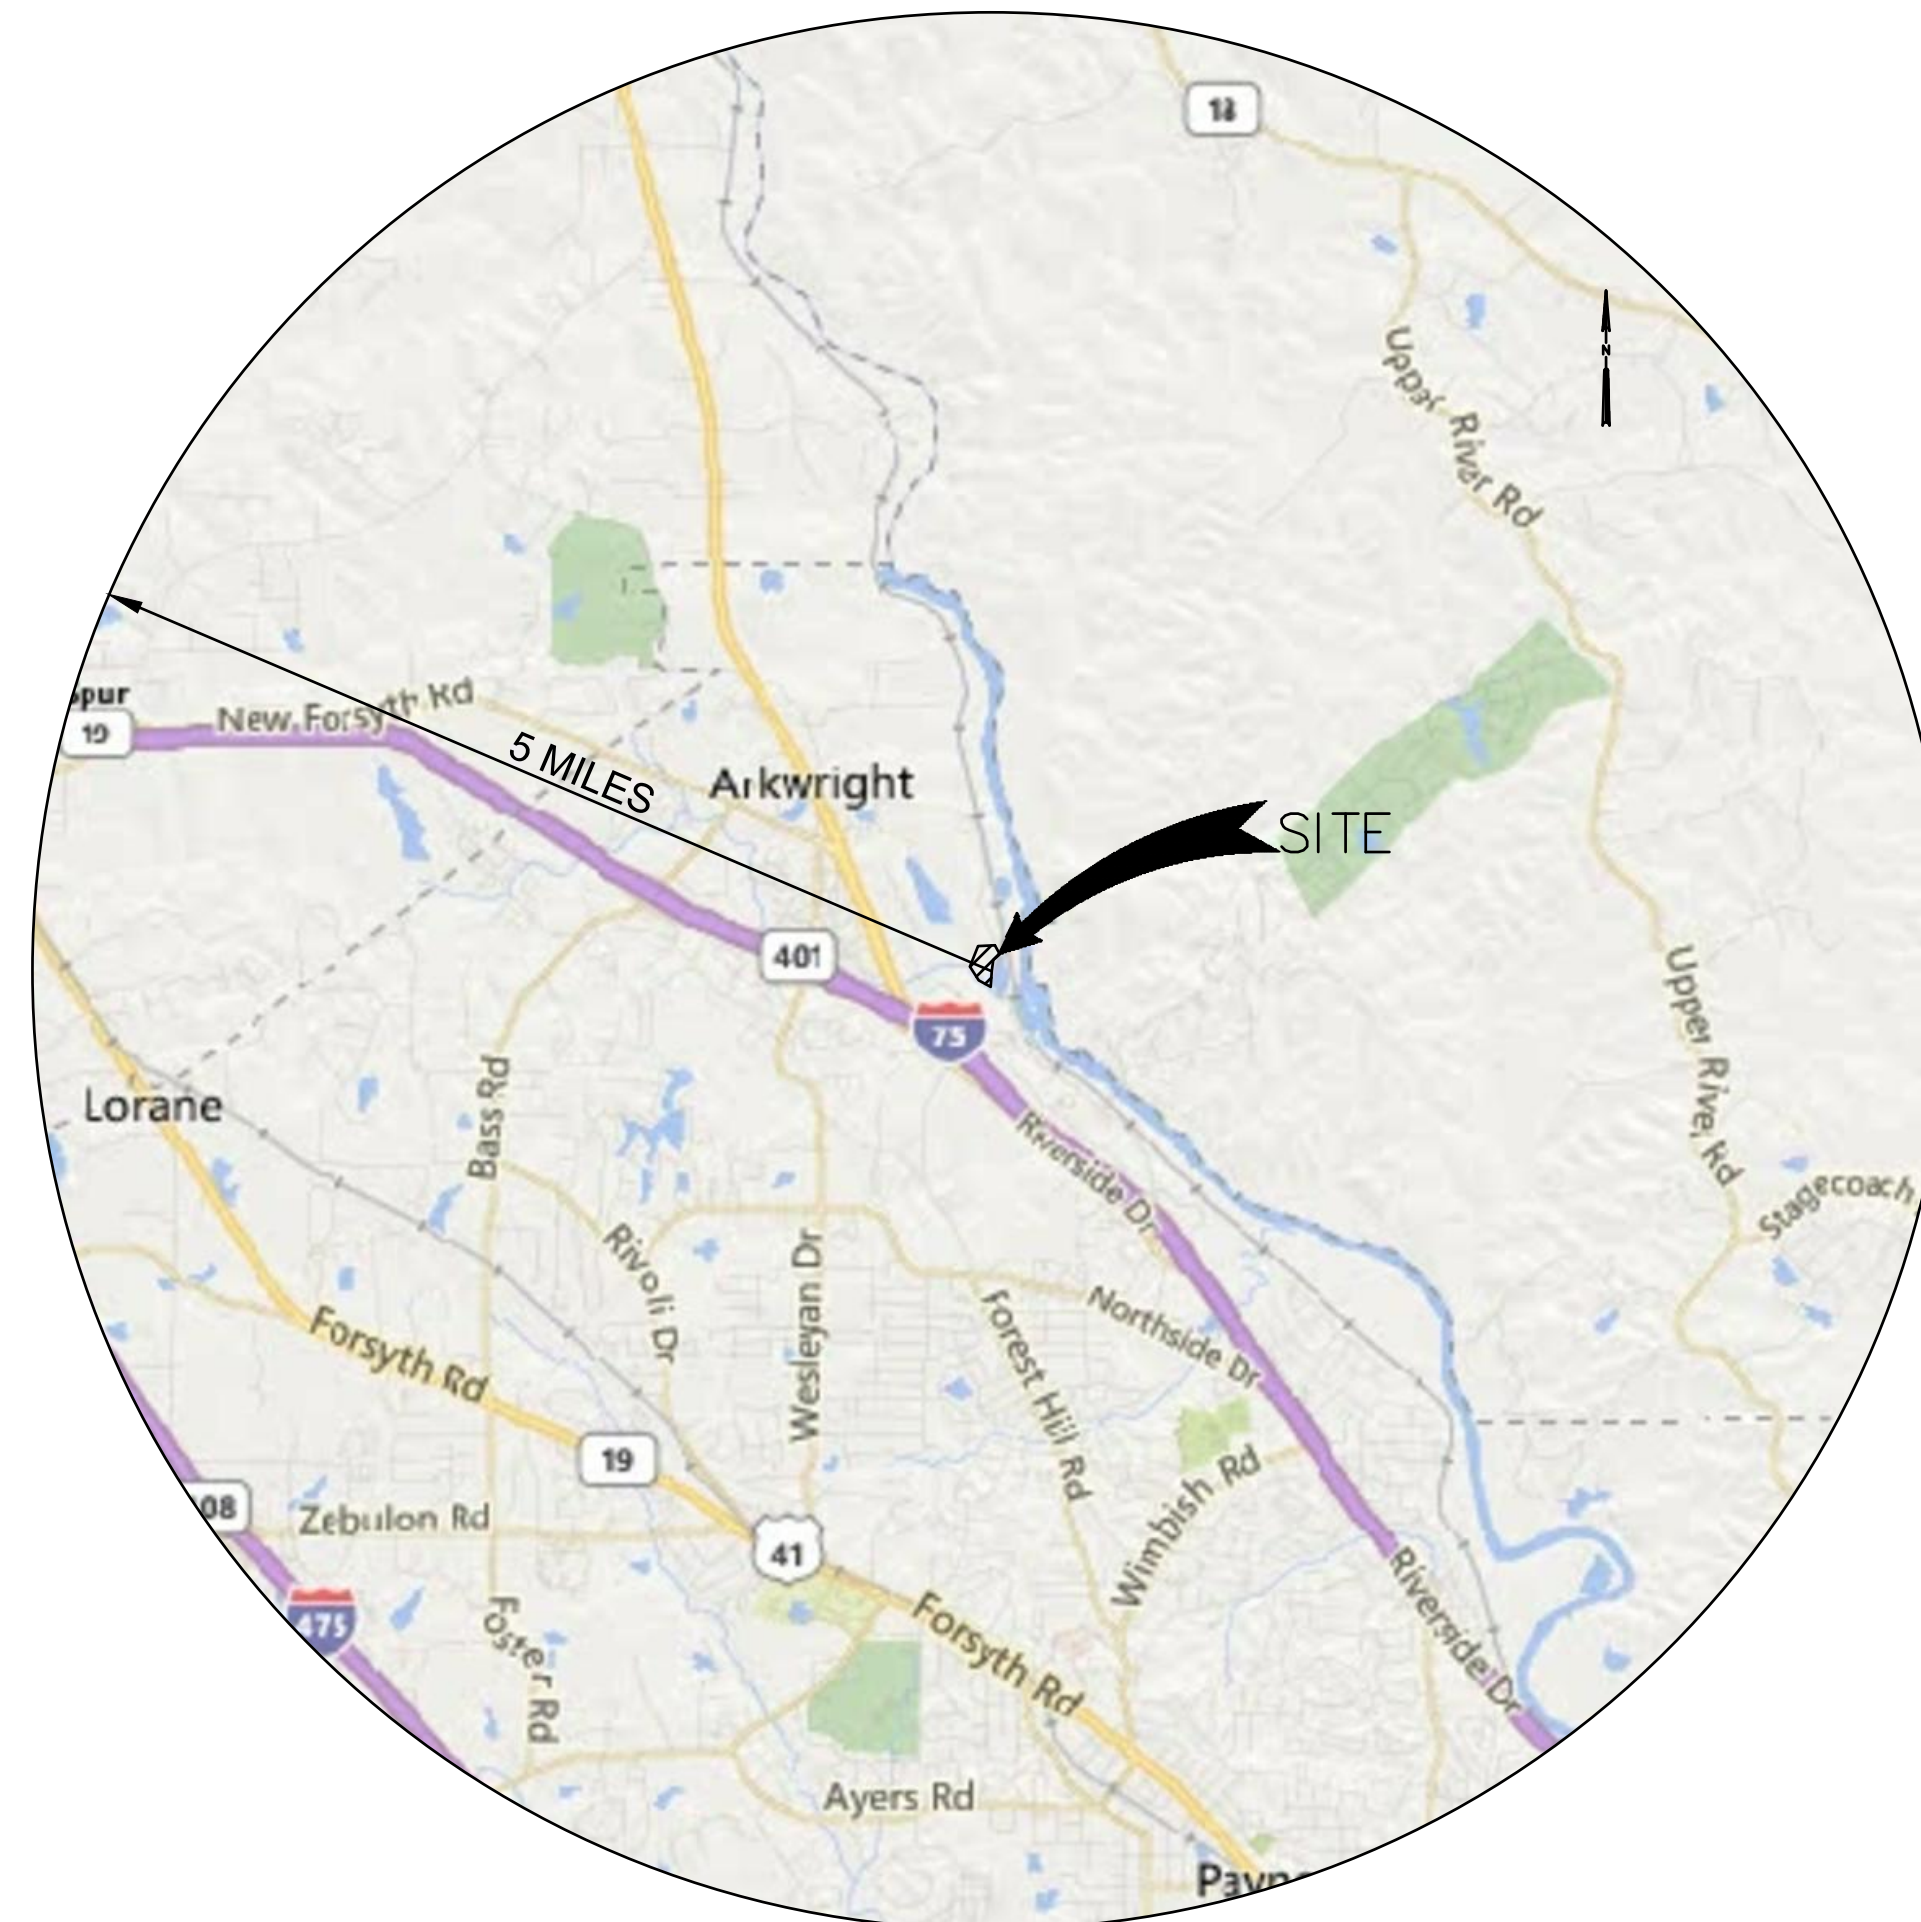 18
N
Upper River Rd
spur
19
New Forsyth Rd
5 MILES
Arkwright
SITE
401
75
Upper River Rd
Lorane
Bass Rd
Riverside Dr
Stagecoach
Rivoli Dr
Wesleyan Dr
Northside Dr
Forest Hill Rd
Forsyth Rd
19
Wimbish Rd
08
Zebulon Rd
41
475
Foster Rd
Forsyth Rd
Riverside Dr
Ayers Rd